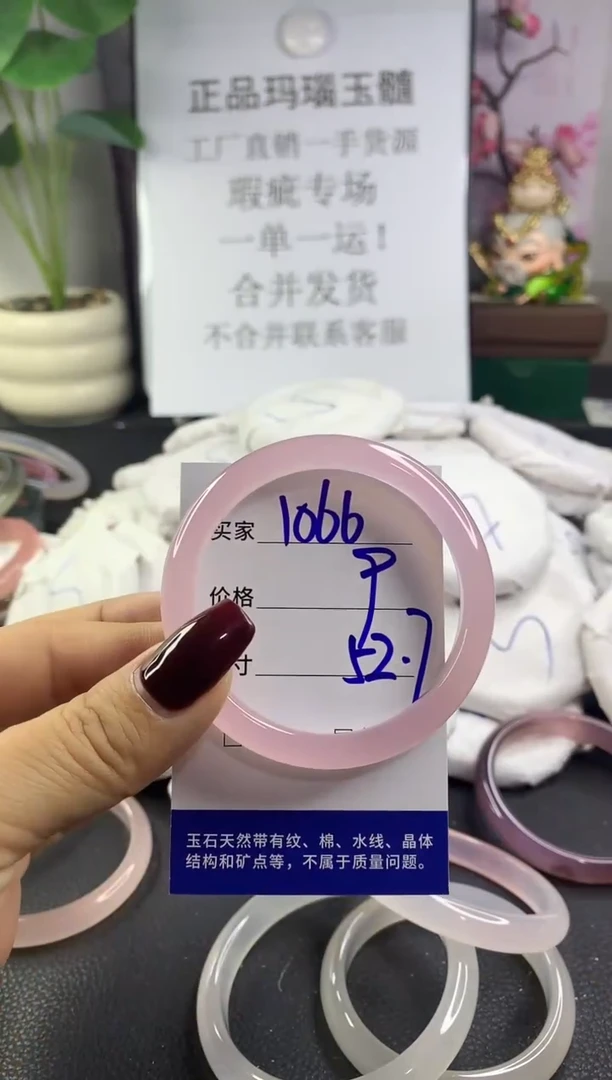 正品玛瑙玉髓
工厂直销一手货源
瑕疵专场
一单一运！
合并发货
不合并联系客服
买家 1066
价格
寸 52.7
玉石天然带有纹、棉、水线、晶体
结构和矿点等，不属于质量问题。